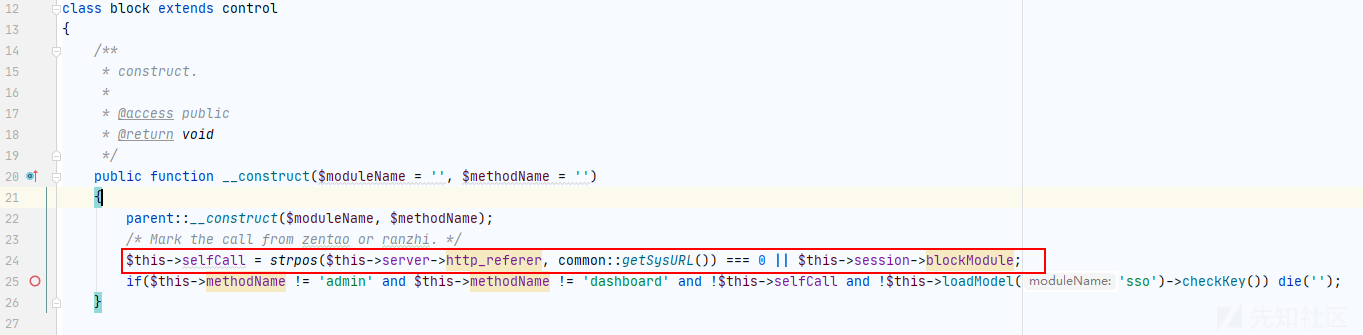 12 class block extends control
13 {
14 /**
15 * construct.
16 *
17 * @access public
18 * @return void
19 */
20 public function __construct($moduleName = '', $methodName = '')
21 {
22 parent::__construct($moduleName, $methodName);
23 /* Mark the call from zentao or ranzhi. */
24 $this->selfCall = strpos($this->server->http_referer, common::getSysURL()) === 0 || $this->session->blockModule;
25 if($this->methodName != 'admin' and $this->methodName != 'dashboard' and !$this->selfCall and !$this->loadModel( moduleName: 'sso')->checkKey()) die('');
26 }
27
先知社区